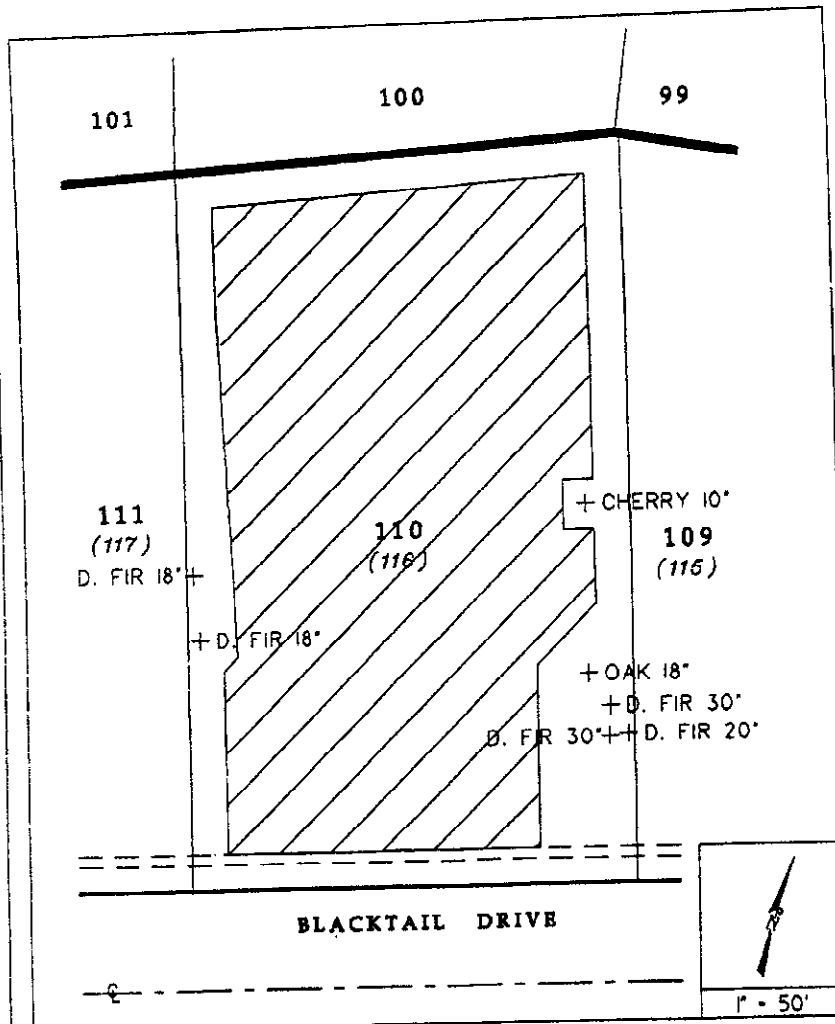 101
100
99
111
(117)
110
(116)
109
(115)
CHERRY 10"
D. FIR 18"
D. FIR 18"
OAK 18"
D. FIR 30"
D. FIR 30"
D. FIR 20"
BLACKTAIL DRIVE
℄
N
1" - 50'